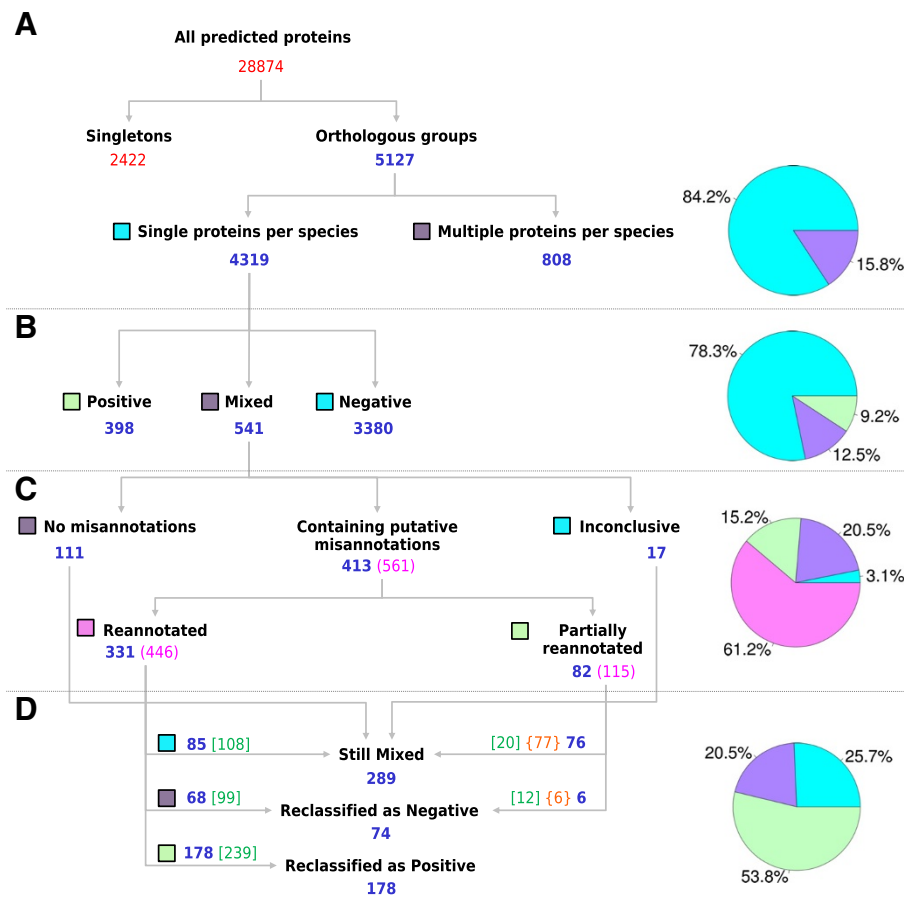 A
All predicted proteins
28874
Singletons
2422
Orthologous groups
5127
Single proteins per species
4319
Multiple proteins per species
808
84.2%
15.8%
B
Positive
398
Mixed
541
Negative
3380
78.3%
9.2%
12.5%
C
No misannotations
111
Containing putative
misannotations
413 (561)
Inconclusive
17
Reannotated
331 (446)
Partially
reannotated
82 (115)
15.2%
20.5%
3.1%
61.2%
D
85 [108]
Still Mixed
289
[20] {77} 76
68 [99]
Reclassified as Negative
74
[12] {6} 6
178 [239]
Reclassified as Positive
178
20.5%
25.7%
53.8%